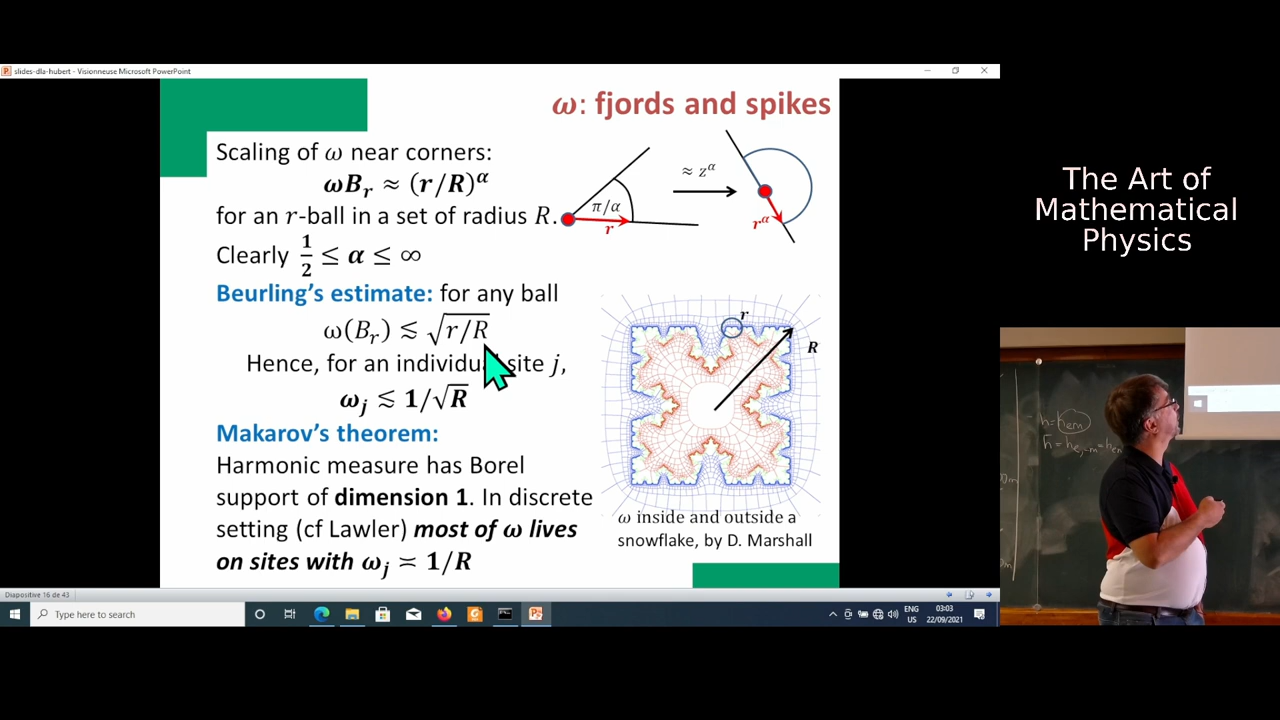 slides-dla-hubert - Visionneuse Microsoft PowerPoint
ω: fjords and spikes
Scaling of ω near corners:
ωB_r ≈ (r/R)^α
for an r-ball in a set of radius R.
Clearly 1/2 ≤ α ≤ ∞
π/α
r
≈ z^α
r^α
Beurling's estimate: for any ball
ω(B_r) ≲ √(r/R)
Hence, for an individual site j,
ω_j ≲ 1/√R
Makarov's theorem:
Harmonic measure has Borel
support of dimension 1. In discrete
setting (cf Lawler) most of ω lives
on sites with ω_j ≍ 1/R
r
R
ω inside and outside a
snowflake, by D. Marshall
Diapositive 16 de 43
Type here to search
ENG
US
03:03
22/09/2021
The Art of
Mathematical
Physics